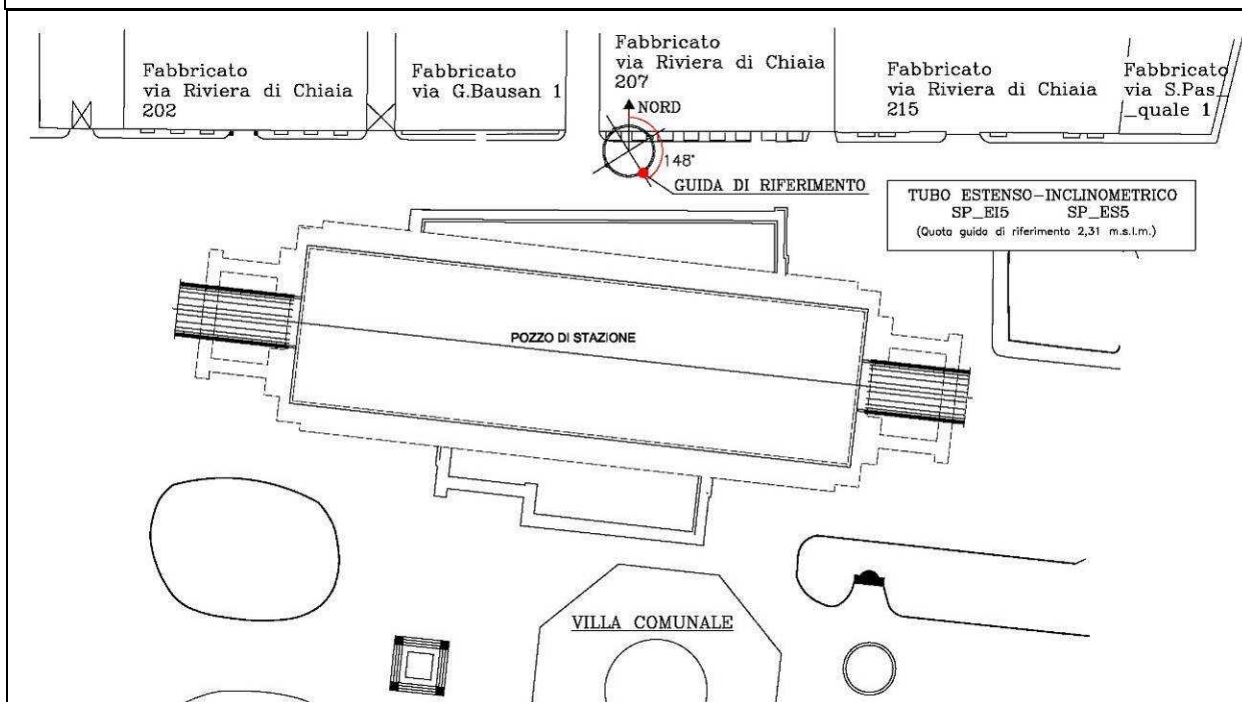 Fabbricato
via Riviera di Chiaia
202
Fabbricato
via G.Bausan 1
Fabbricato
via Riviera di Chiaia
207
Fabbricato
via Riviera di Chiaia
215
Fabbricato
via S.Pas_
_quale 1
NORD
148°
GUIDA DI RIFERIMENTO
TUBO ESTENSO-INCLINOMETRICO
SP_EI5 SP_ES5
(Quota guida di riferimento 2,31 m.s.l.m.)
POZZO DI STAZIONE
VILLA COMUNALE